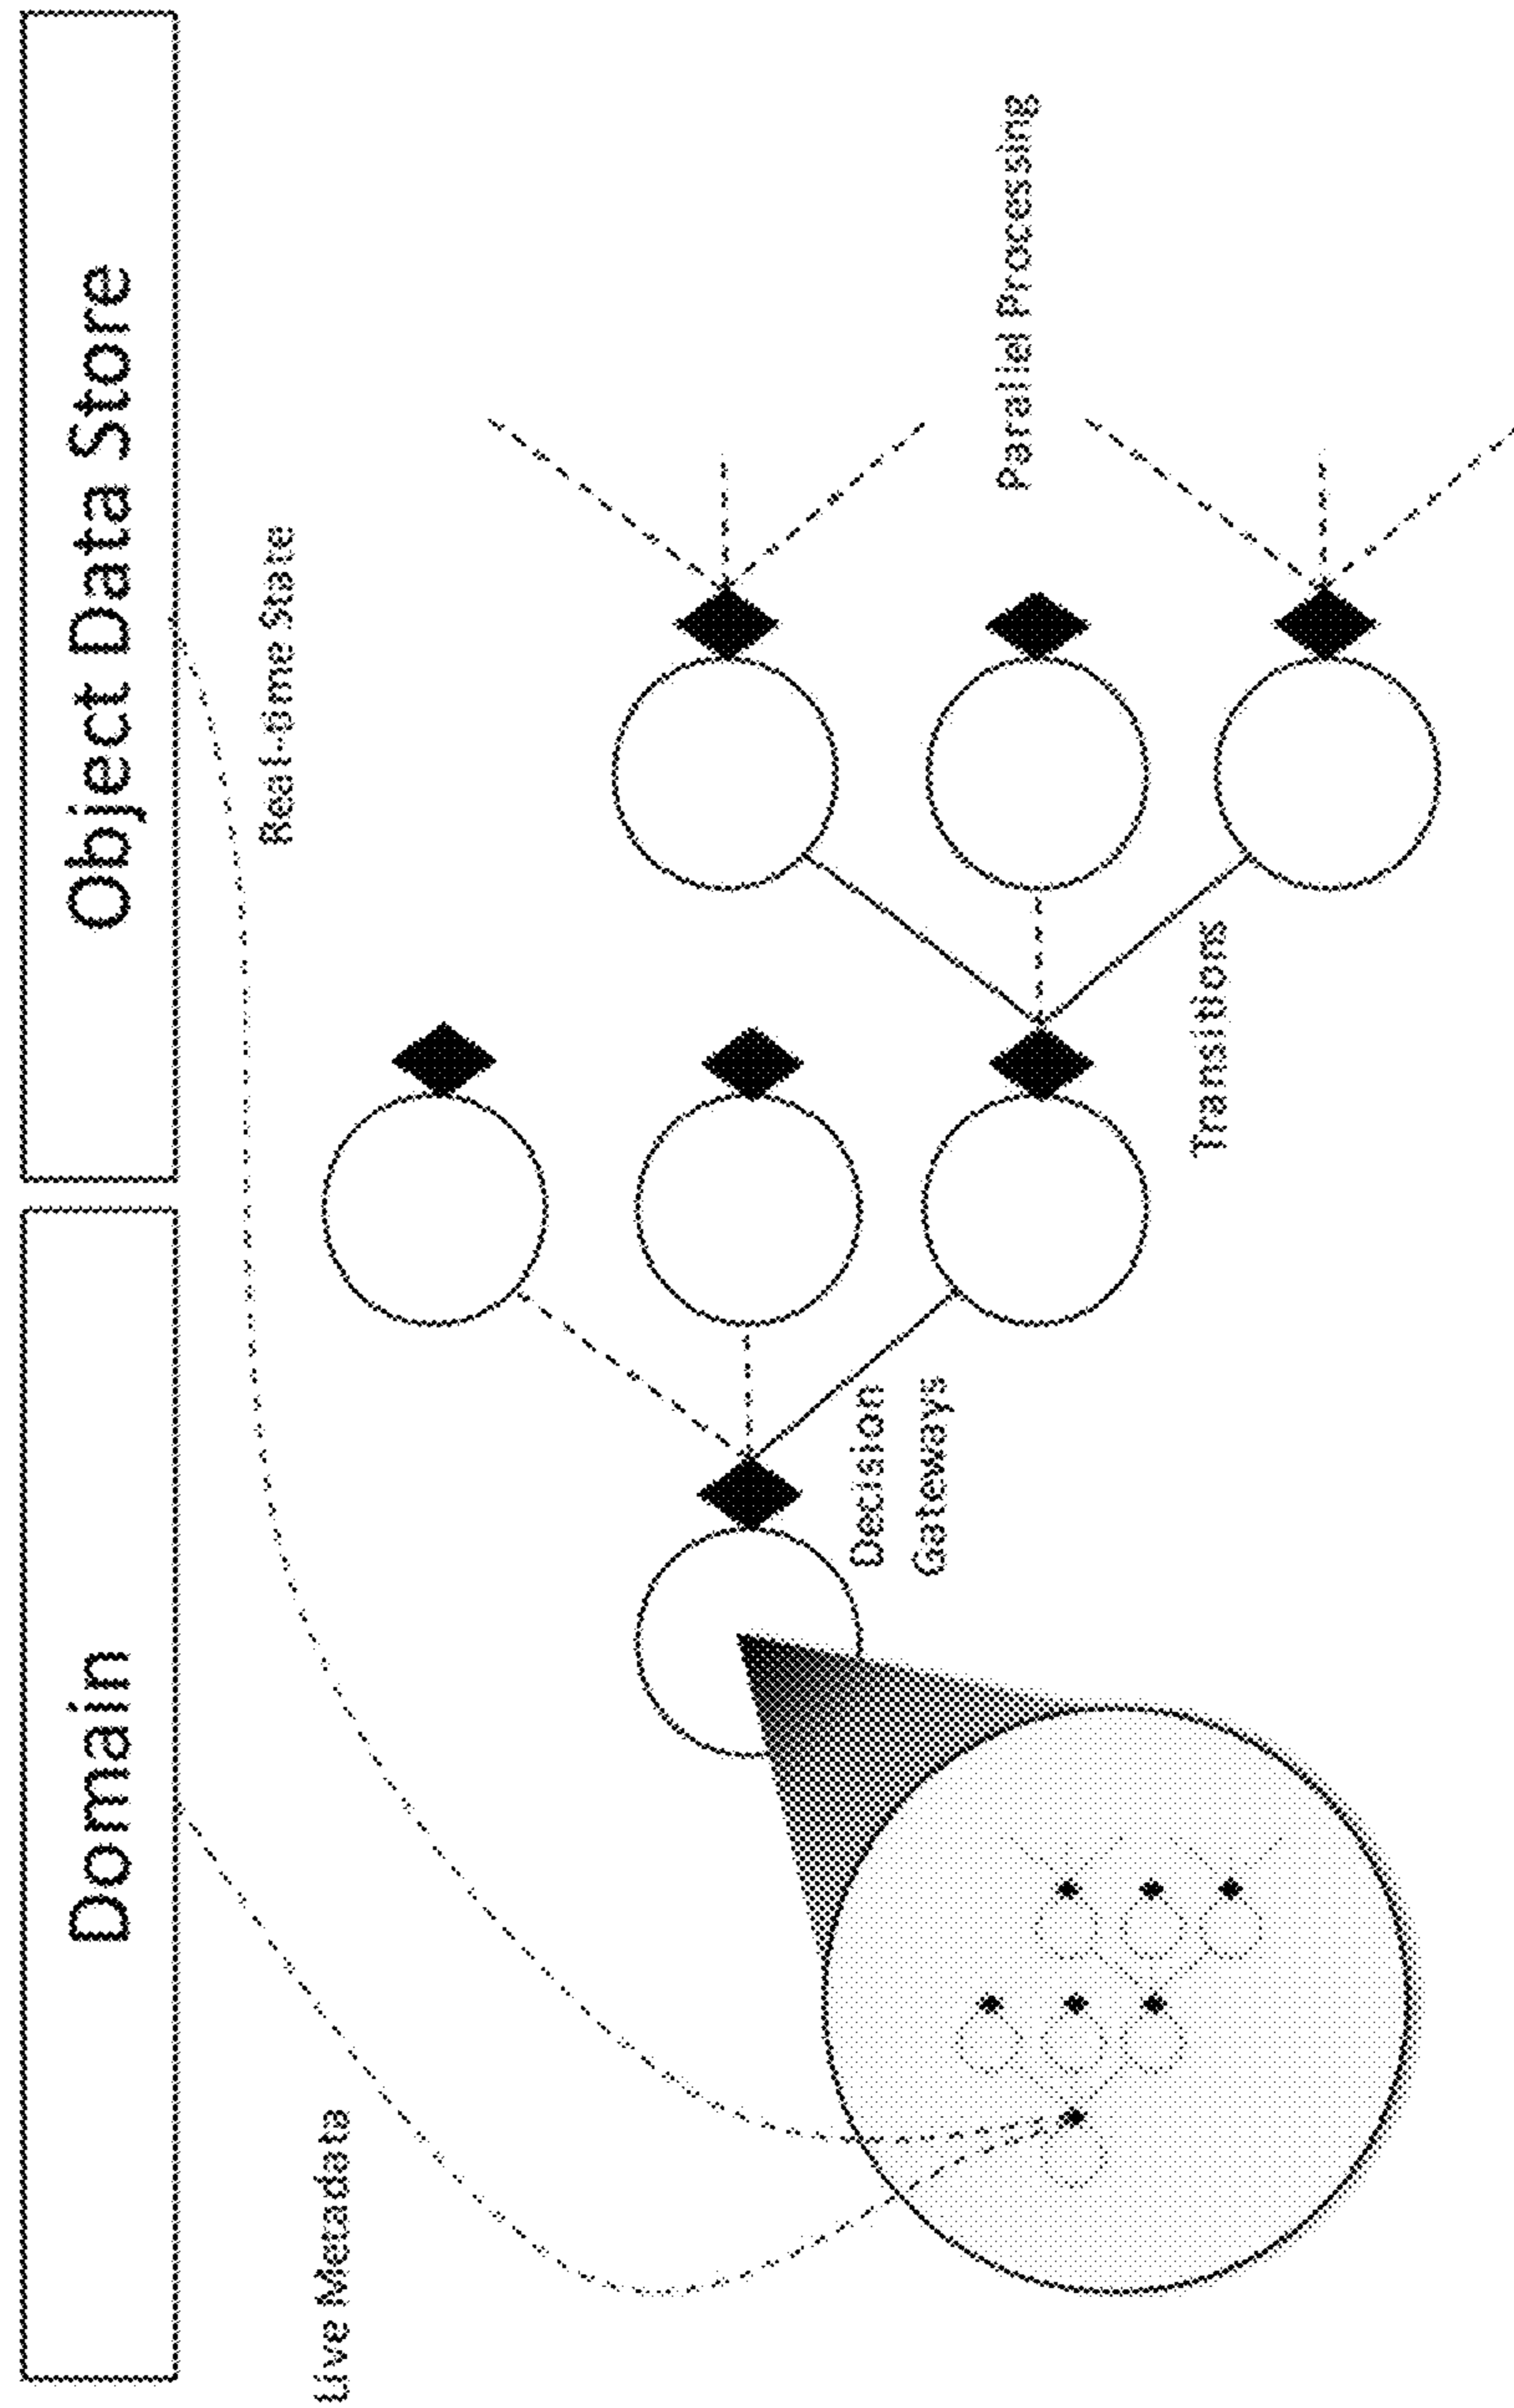 Domain
Object Data Store
Live Metadata
Real-time State
Decision
Gateways
Transitions
Parallel Processing